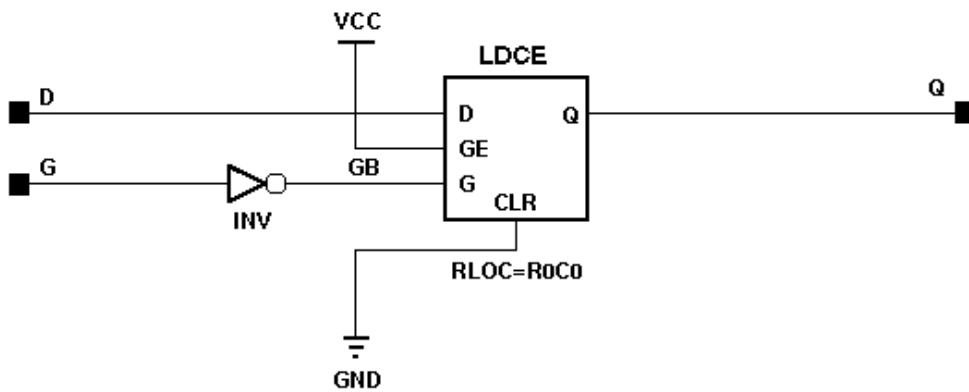 VCC
LDCE
D
Q
D
Q
GE
G
GB
G
INV
CLR
RLOC=R0C0
GND